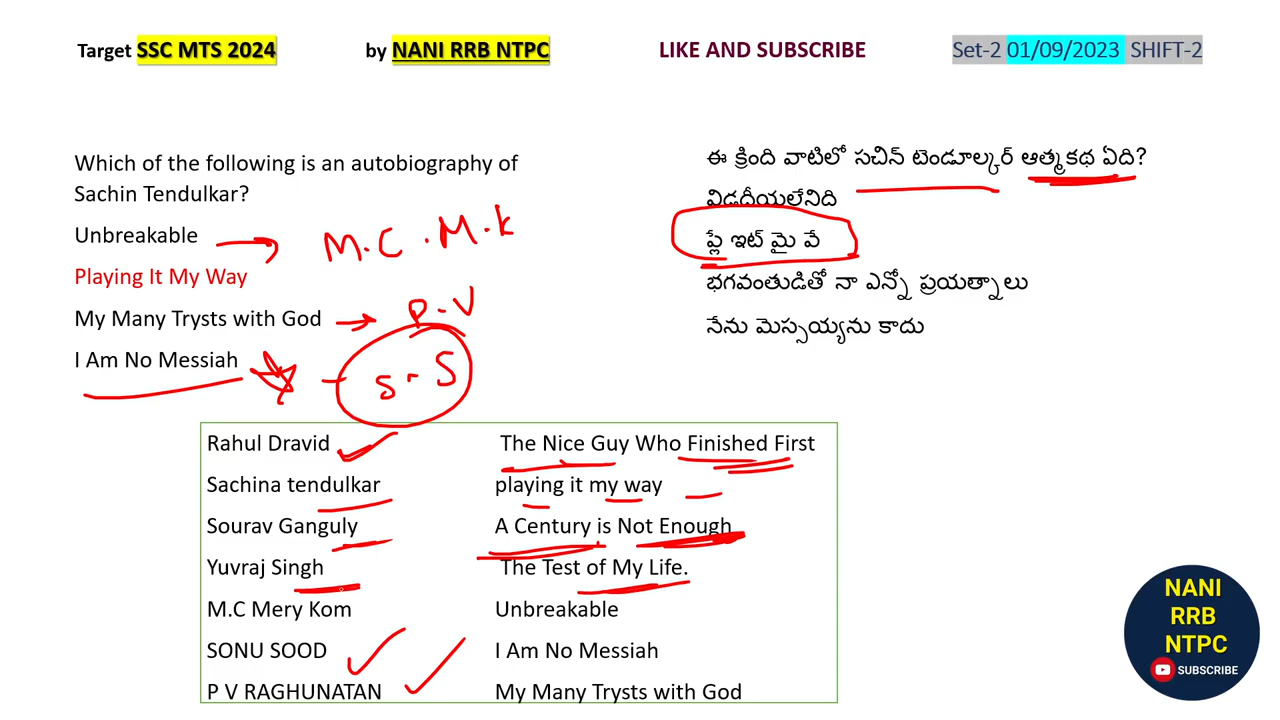 Target SSC MTS 2024 by NANI RRB NTPC LIKE AND SUBSCRIBE Set-2 01/09/2023 SHIFT-2
Which of the following is an autobiography of
Sachin Tendulkar?
Unbreakable M.C.M.K
Playing It My Way
My Many Trysts with God P.V
I Am No Messiah S-S
ఈ క్రింది వాటిలో సచిన్ టెండూల్కర్ ఆత్మకథ ఏది?
విడదీయలేనిది
ప్లే ఇట్ మై వే
భగవంతుడితో నా ఎన్నో ప్రయత్నాలు
నేను మెస్సయ్యను కాదు
Rahul Dravid The Nice Guy Who Finished First
Sachina tendulkar playing it my way
Sourav Ganguly A Century is Not Enough
Yuvraj Singh The Test of My Life.
M.C Mery Kom Unbreakable
SONU SOOD I Am No Messiah
P V RAGHUNATAN My Many Trysts with God
NANI
RRB
NTPC
SUBSCRIBE